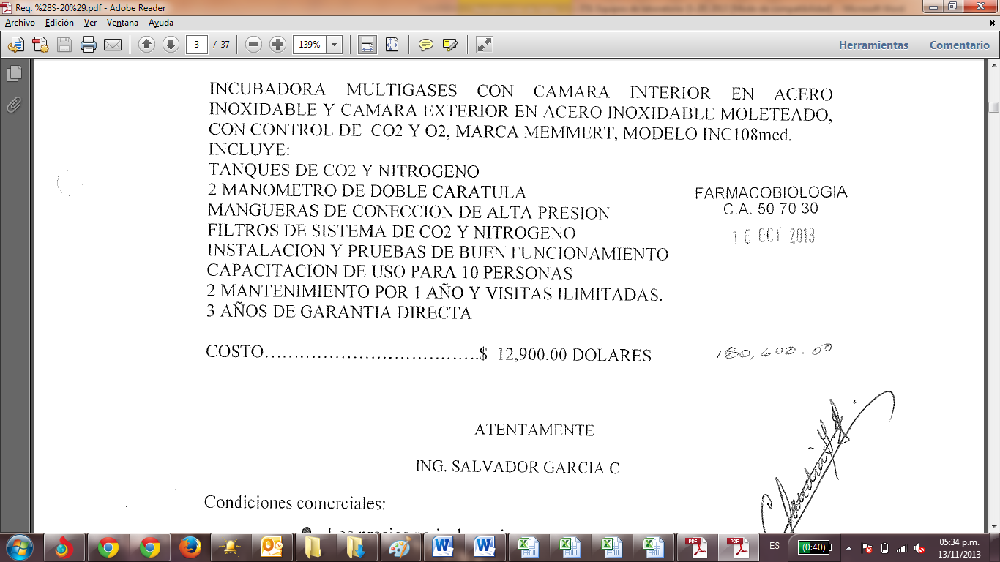 Req. %28S-20 %29.pdf - Adobe Reader
Archivo Edición Ver Ventana Ayuda
3 / 37 139% Herramientas Comentario
INCUBADORA MULTIGASES CON CAMARA INTERIOR EN ACERO
INOXIDABLE Y CAMARA EXTERIOR EN ACERO INOXIDABLE MOLETEADO,
CON CONTROL DE CO2 Y O2, MARCA MEMMERT, MODELO INC108med,
INCLUYE:
TANQUES DE CO2 Y NITROGENO
2 MANOMETRO DE DOBLE CARATULA
MANGUERAS DE CONECCION DE ALTA PRESION
FILTROS DE SISTEMA DE CO2 Y NITROGENO
INSTALACION Y PRUEBAS DE BUEN FUNCIONAMIENTO
CAPACITACION DE USO PARA 10 PERSONAS
2 MANTENIMIENTO POR 1 AÑO Y VISITAS ILIMITADAS.
3 AÑOS DE GARANTIA DIRECTA
FARMACOBIOLOGIA
C.A. 50 70 30
16 OCT 2013
COSTO……………………………….$ 12,900.00 DOLARES
180,600.00
ATENTAMENTE
ING. SALVADOR GARCIA C
Condiciones comerciales:
ES (0:40) 05:34 p.m.
13/11/2013